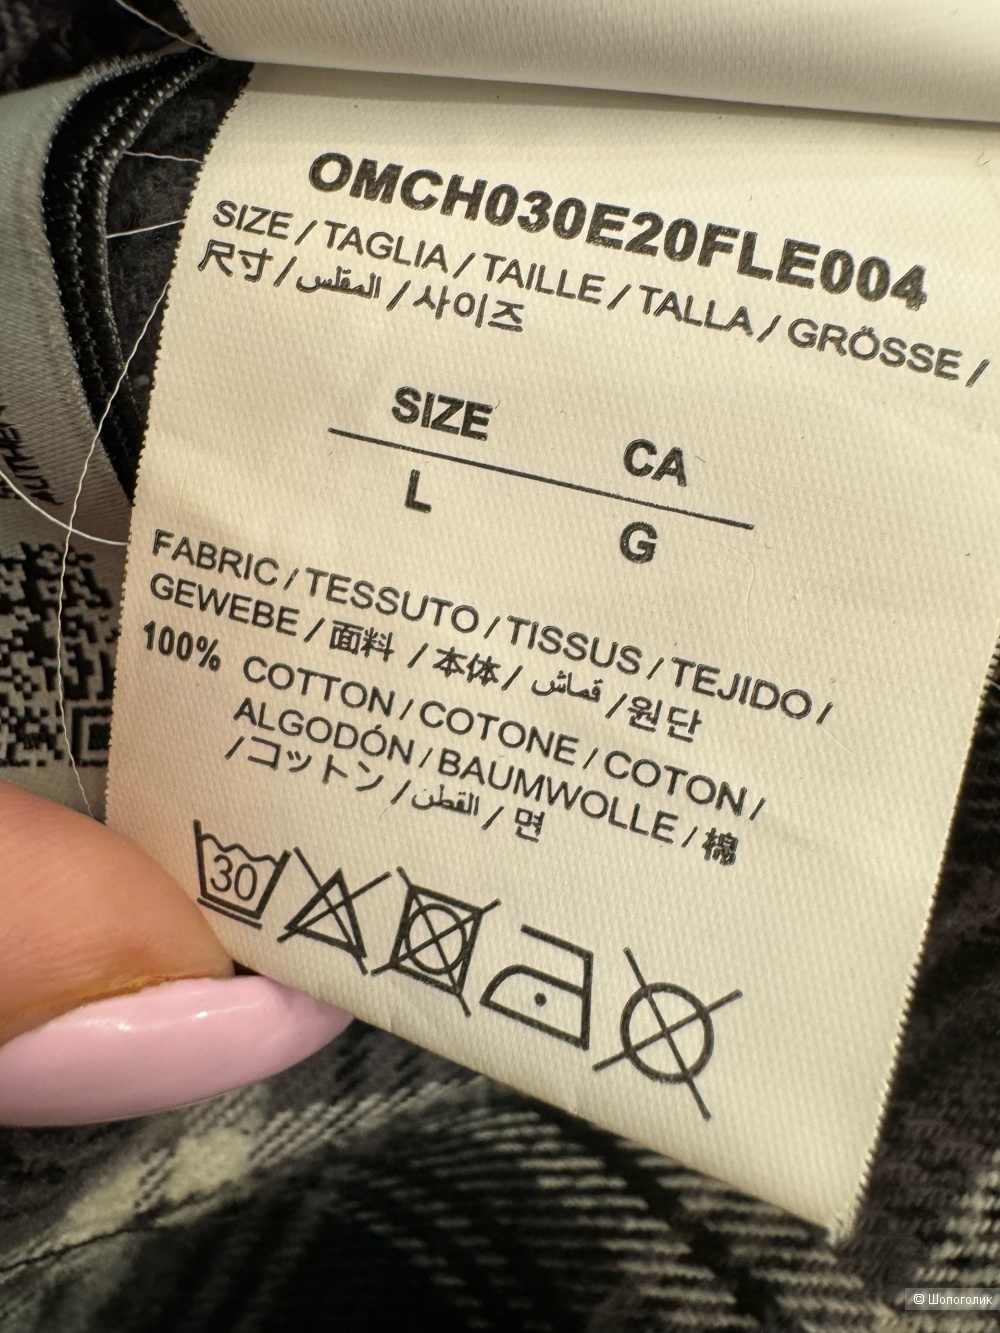 OMCH030E20FLE004
SIZE / TAGLIA / TAILLE / TALLA / GRÖSSE /
尺寸 / المقلس / 사이즈
SIZE CA
L G
FABRIC / TESSUTO / TISSUS / TEJIDO /
GEWEBE / 面料 / 本体 / قماش / 원단
100% COTTON / COTONE / COTON /
ALGODÓN / BAUMWOLLE / 棉
/ コットン / القطن / 면
30
© Шопоголик